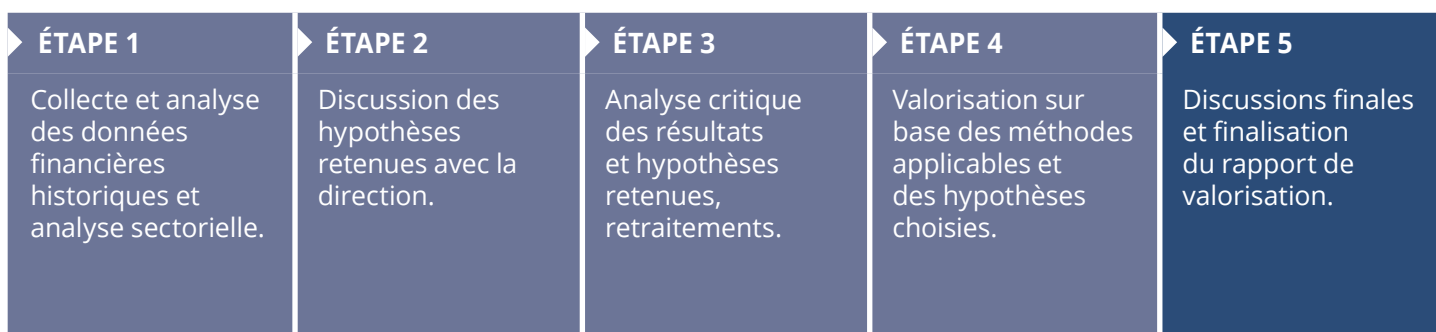 ÉTAPE 1
Collecte et analyse
des données
financières
historiques et
analyse sectorielle.
ÉTAPE 2
Discussion des
hypothèses
retenues avec la
direction.
ÉTAPE 3
Analyse critique
des résultats
et hypothèses
retenues,
retraitements.
ÉTAPE 4
Valorisation sur
base des méthodes
applicables et
des hypothèses
choisies.
ÉTAPE 5
Discussions finales
et finalisation
du rapport de
valorisation.